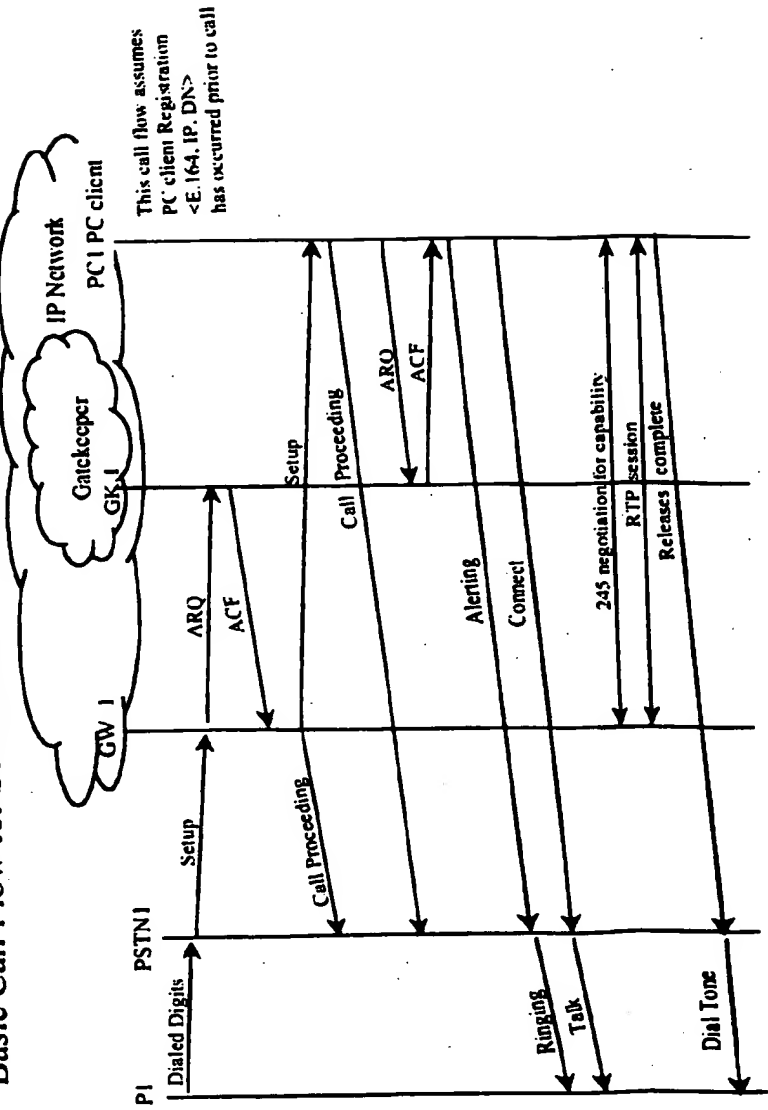 Basic Call Flow
This call flow assumes
PC client Registration
<E.164, IP, DN>
has occurred prior to call
IP Network
PC1 PC client
Gatekeeper
GK 1
GW 1
PSTN1
P1
Dialed Digits
Setup
ARQ
ACF
Setup
Call Proceeding
Call Proceeding
ARQ
ACF
Alerting
Connect
Ringing
Talk
245 negotiation for capability
RTP session
Releases complete
Dial Tone